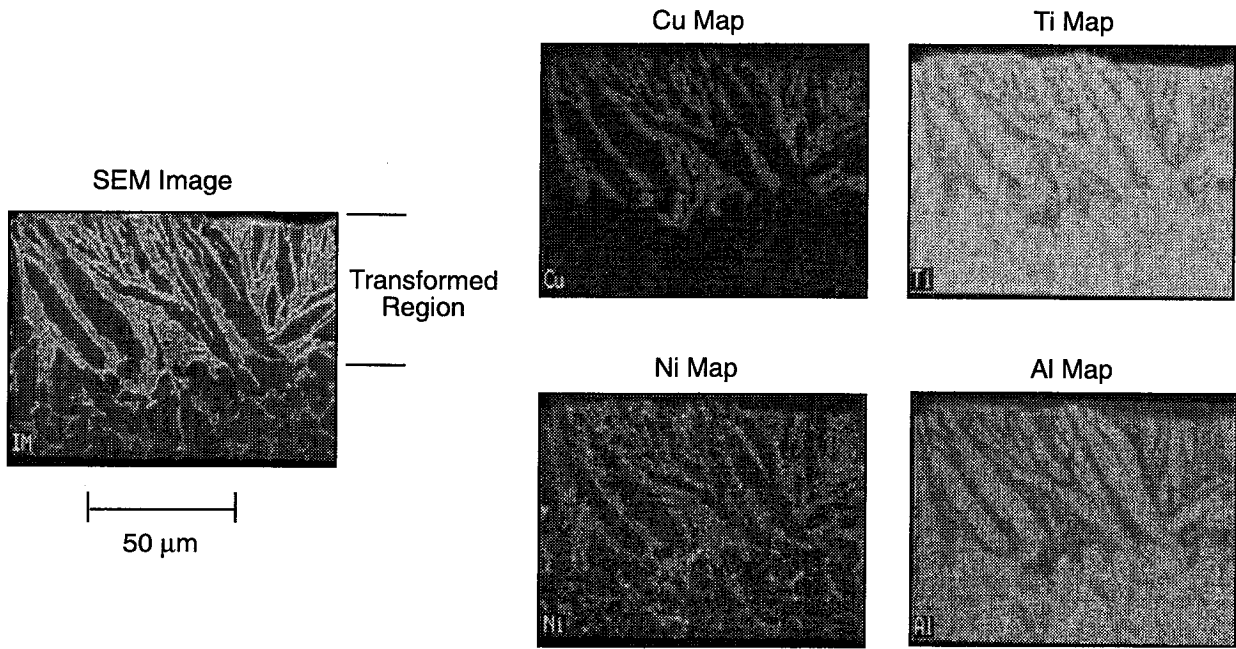 Cu Map
Ti Map
SEM Image
Transformed
Region
Cu
Ti
Ni Map
Al Map
IM
50 μm
Ni
Al